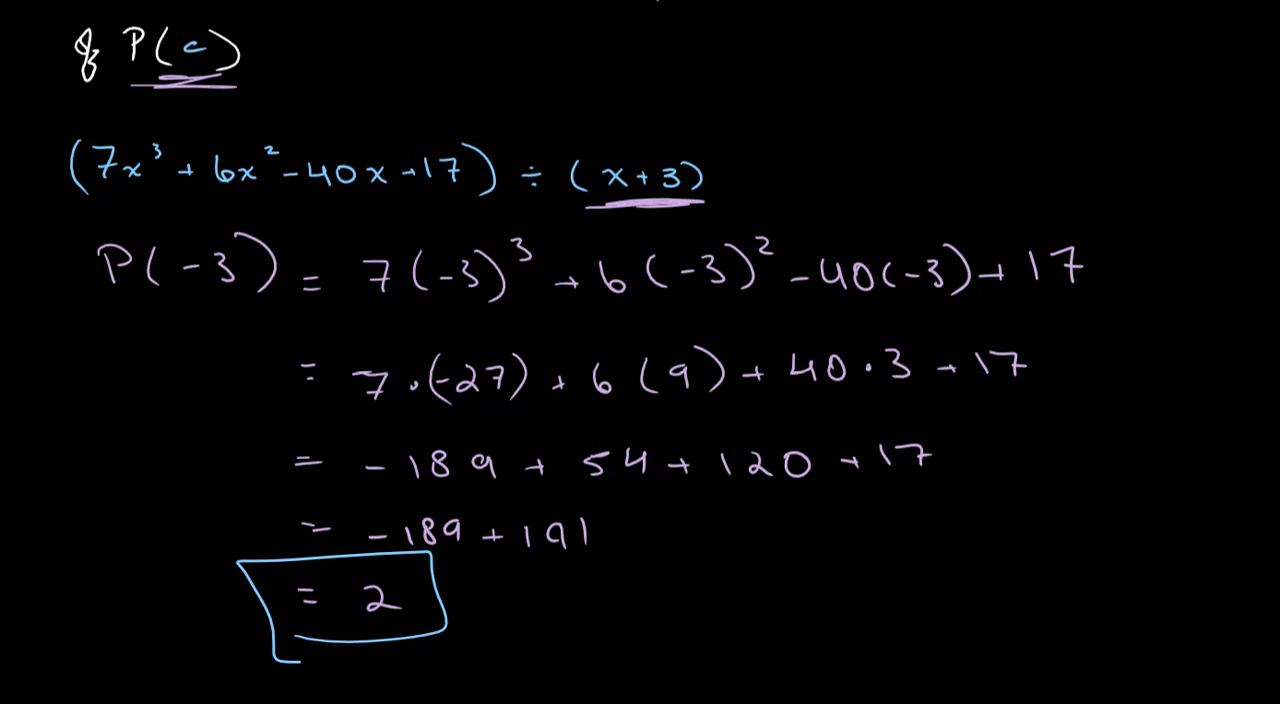 of P(c)
(7x³ + 6x² - 40x + 17) ÷ (x + 3)
P(-3) = 7(-3)³ + 6(-3)² - 40(-3) + 17
= 7 · (-27) + 6(9) + 40 · 3 + 17
= -189 + 54 + 120 + 17
= -189 + 191
= 2